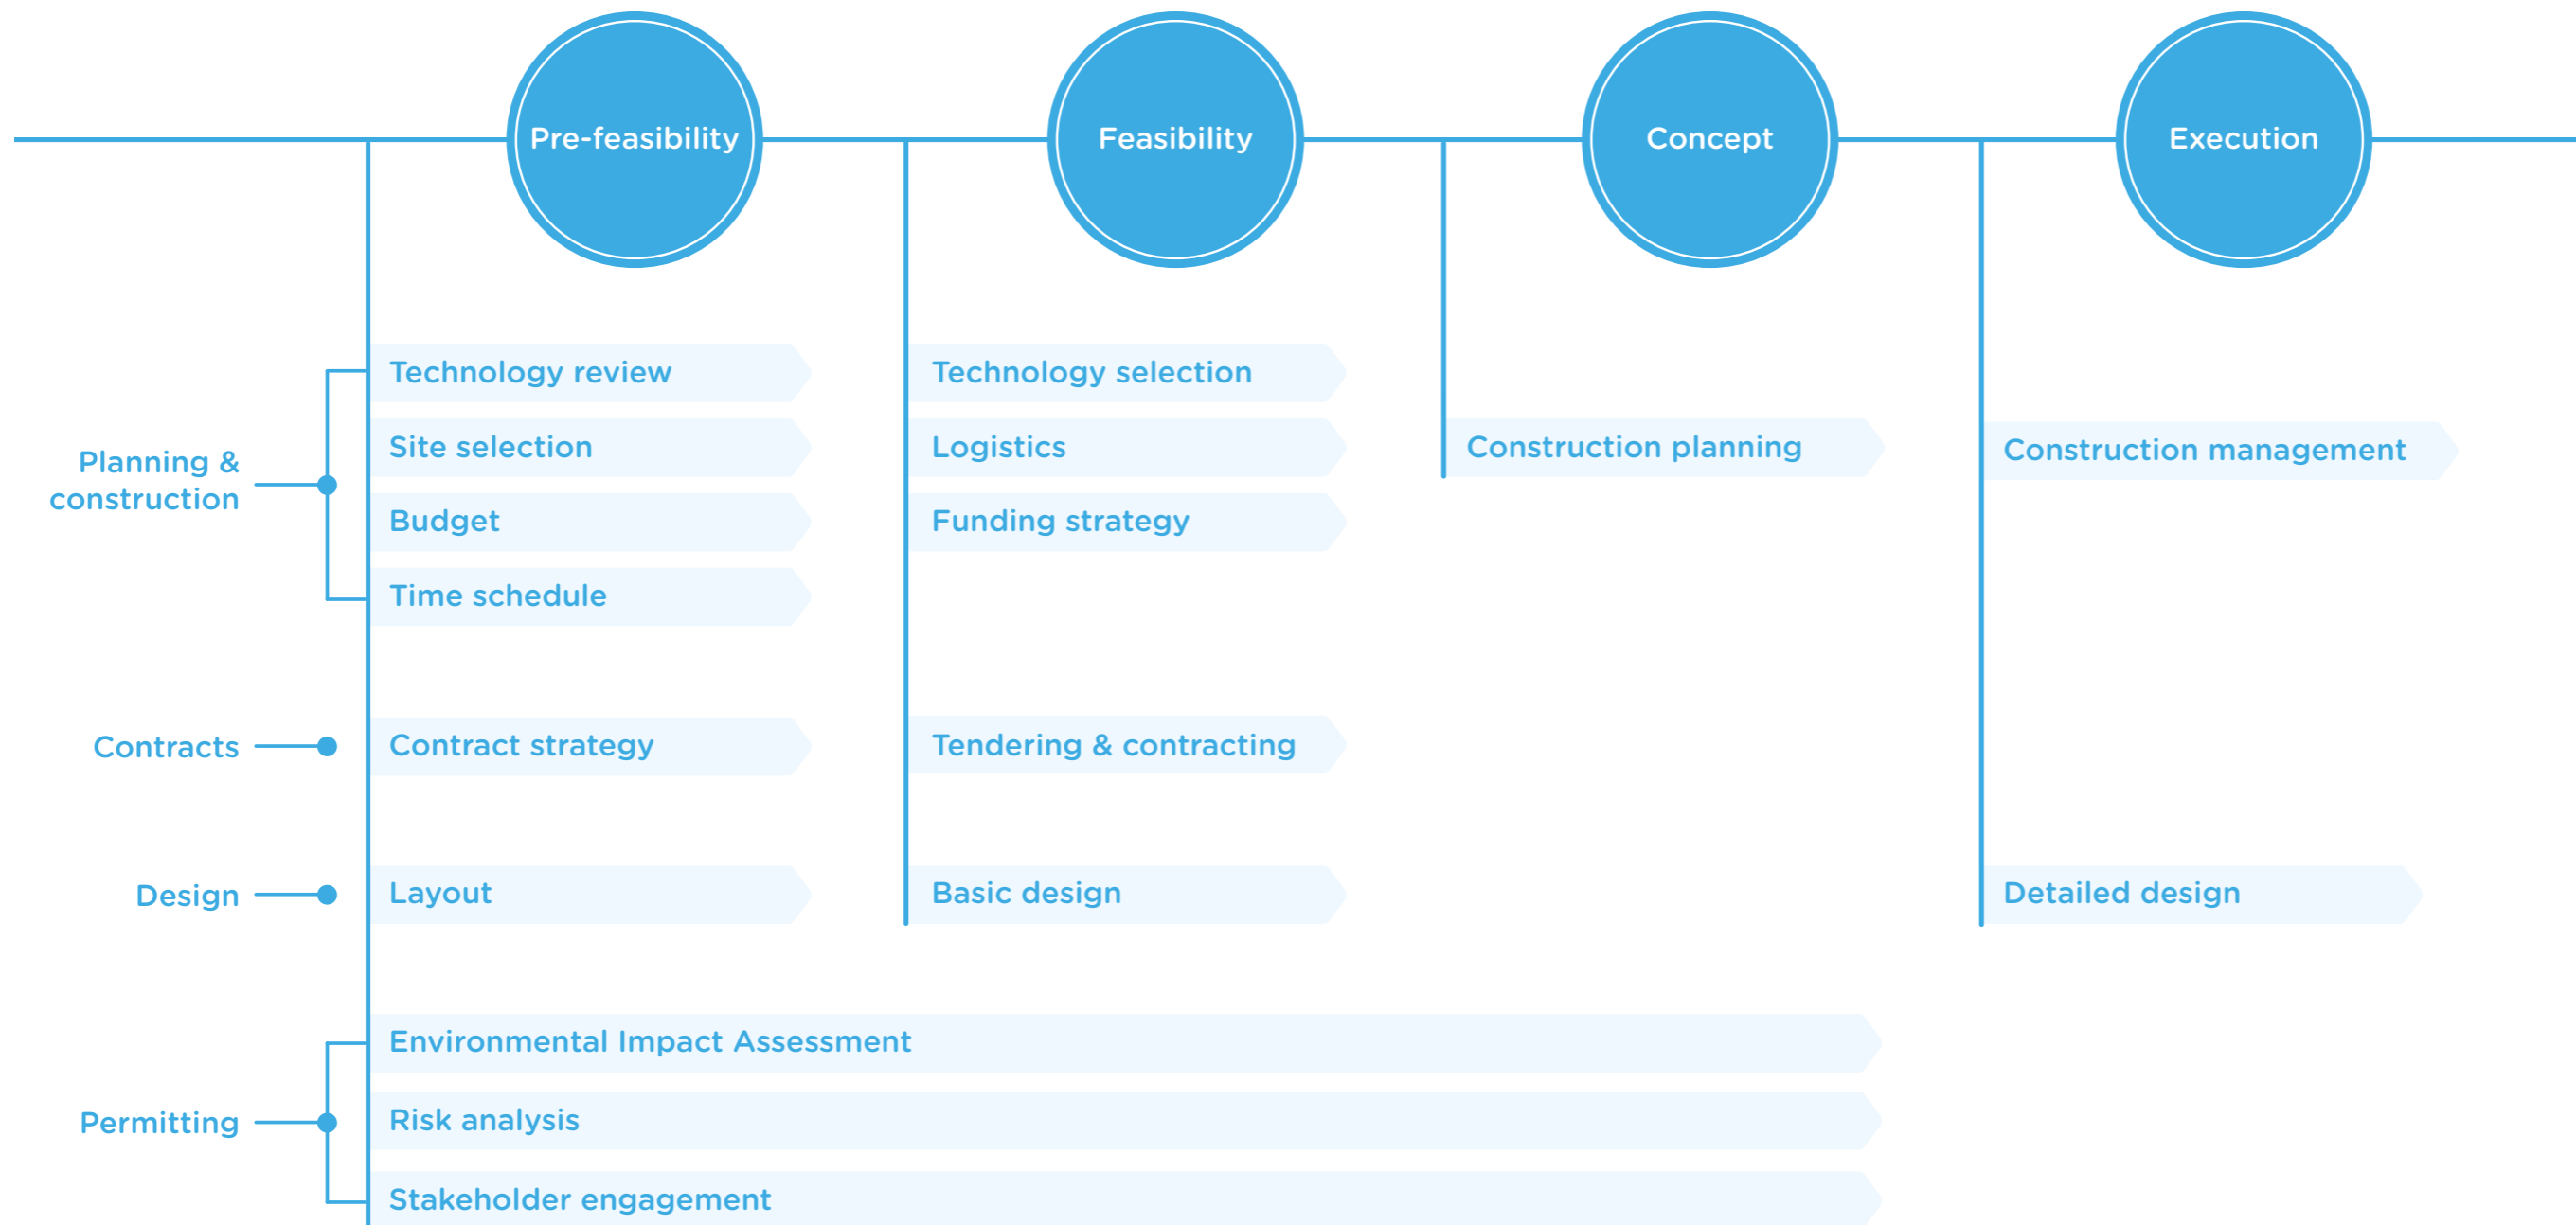 Pre-feasibility
Feasibility
Concept
Execution
Planning &
construction
Technology review
Technology selection
Site selection
Logistics
Construction planning
Construction management
Budget
Funding strategy
Time schedule
Contracts
Contract strategy
Tendering & contracting
Design
Layout
Basic design
Detailed design
Permitting
Environmental Impact Assessment
Risk analysis
Stakeholder engagement